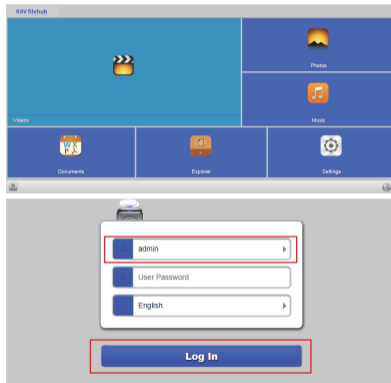 RAV filehub
Photos
Videos
Music
Documents
Explorer
Settings
admin
User Password
English
Log In